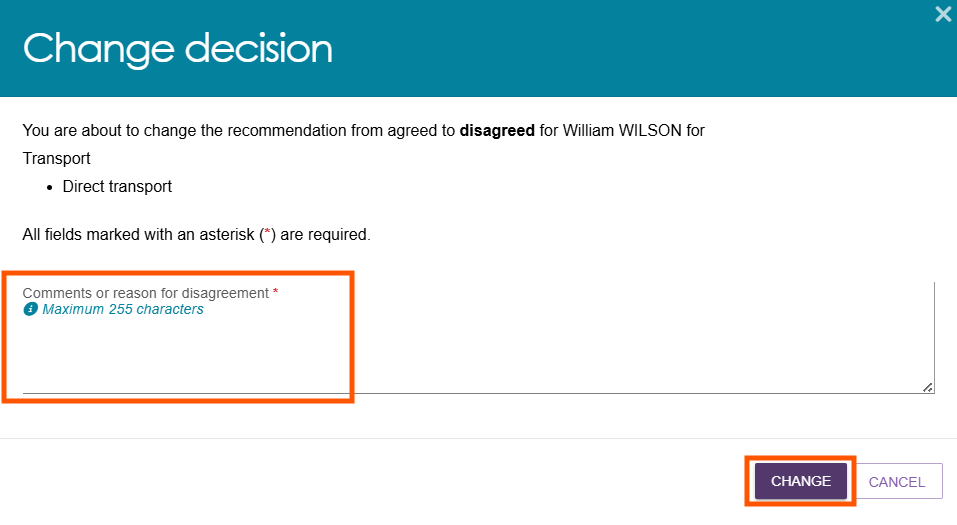 Change decision
You are about to change the recommendation from agreed to disagreed for William WILSON for
Transport
• Direct transport
All fields marked with an asterisk (*) are required.
Comments or reason for disagreement *
Maximum 255 characters
CHANGE
CANCEL